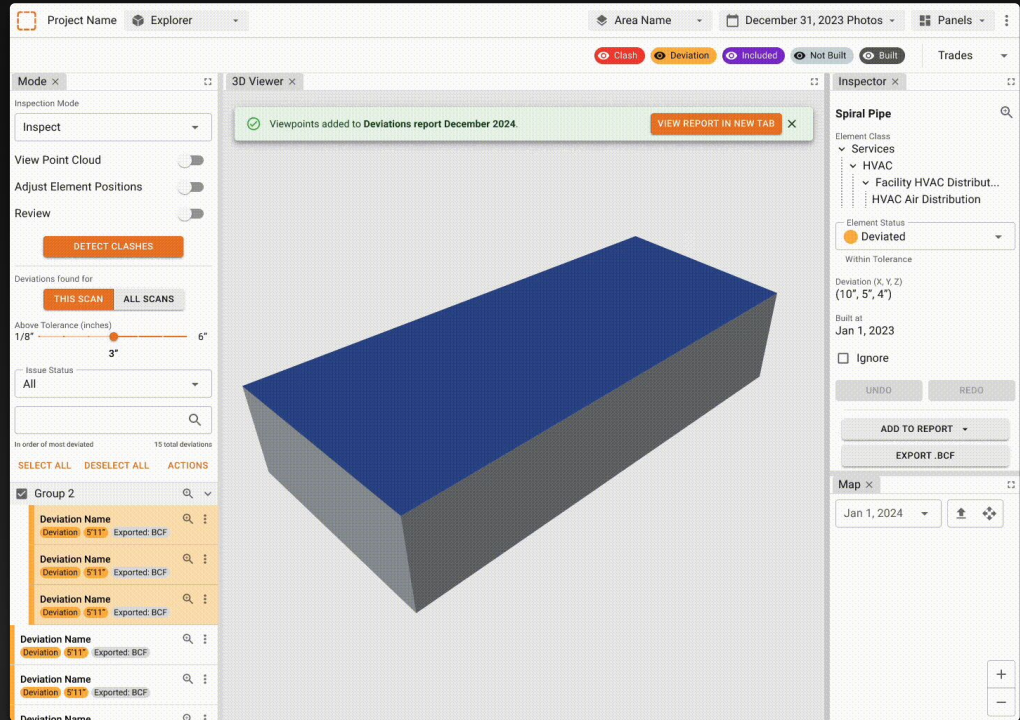 Project Name
Explorer
Area Name
December 31, 2023 Photos
Panels
Clash
Deviation
Included
Not Built
Built
Trades
Mode
Inspection Mode
Inspect
View Point Cloud
Adjust Element Positions
Review
DETECT CLASHES
Deviations found for
THIS SCAN
ALL SCANS
Above Tolerance (inches)
1/8"
6"
3"
Issue Status
All
In order of most deviated
15 total deviations
SELECT ALL
DESELECT ALL
ACTIONS
Group 2
Deviation Name
Deviation 5'11" Exported: BCF
Deviation Name
Deviation 5'11" Exported: BCF
Deviation Name
Deviation 5'11" Exported: BCF
Deviation Name
Deviation 5'11" Exported: BCF
Deviation Name
Deviation 5'11" Exported: BCF
Deviation Name
3D Viewer
Viewpoints added to Deviations report December 2024.
VIEW REPORT IN NEW TAB
Inspector
Spiral Pipe
Element Class
Services
HVAC
Facility HVAC Distribut...
HVAC Air Distribution
Element Status
Deviated
Within Tolerance
Deviation (X, Y, Z)
(10", 5", 4")
Built at
Jan 1, 2023
Ignore
UNDO
REDO
ADD TO REPORT
EXPORT .BCF
Map
Jan 1, 2024